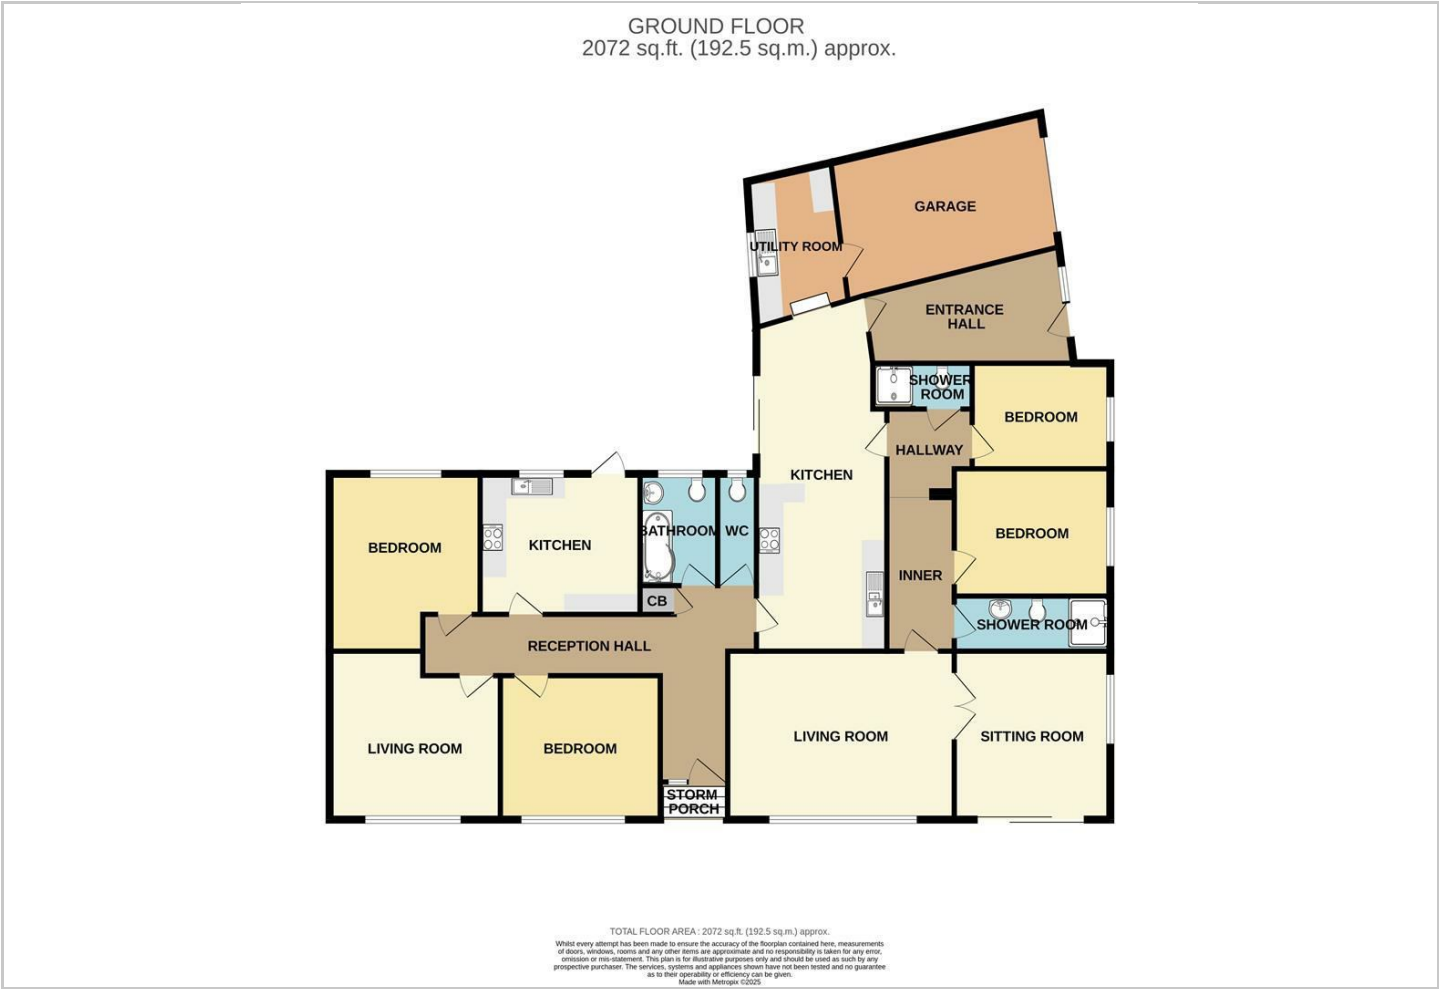 GROUND FLOOR
2072 sq.ft. (192.5 sq.m.) approx.
GARAGE
UTILITY ROOM
ENTRANCE
HALL
SHOWER
ROOM
BEDROOM
HALLWAY
KITCHEN
BEDROOM
BATHROOM
WC
BEDROOM
KITCHEN
INNER
CB
SHOWER ROOM
RECEPTION HALL
LIVING ROOM
SITTING ROOM
LIVING ROOM
BEDROOM
STORM
PORCH
TOTAL FLOOR AREA : 2072 sq.ft. (192.5 sq.m.) approx.
Whilst every attempt has been made to ensure the accuracy of the floorplan contained here, measurements
of doors, windows, rooms and any other items are approximate and no responsibility is taken for any error,
omission or mis-statement. This plan is for illustrative purposes only and should be used as such by any
prospective purchaser. The services, systems and appliances shown have not been tested and no guarantee
as to their operability or efficiency can be given.
Made with Metropix ©2025